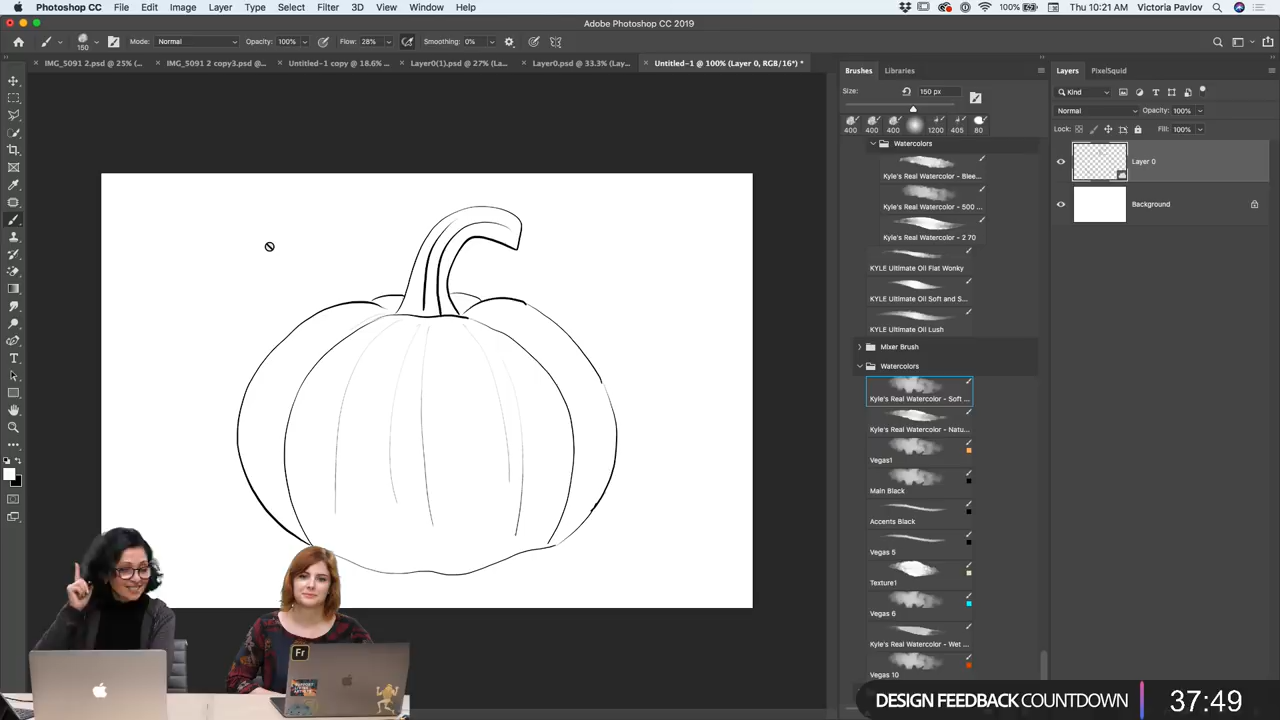 Photoshop CC File Edit Image Layer Type Select Filter 3D View Window Help 100% Thu 10:21 AM Victoria Pavlov
Adobe Photoshop CC 2019
150 Mode: Normal Opacity: 100% Flow: 28% Smoothing: 0%
× IMG_5091 2.psd @ 25% (... × IMG_5091 2 copy3.psd @... × Untitled-1 copy @ 18.6% ... × Layer0(1).psd @ 27% (La... × Layer0.psd @ 33.3% (Lay... × Untitled-1 @ 100% (Layer 0, RGB/16*) *
Brushes Libraries
Size: 150 px
400 400 400 1200 405 80
Watercolors
Kyle's Real Watercolor - Blee...
Kyle's Real Watercolor - 500 ...
Kyle's Real Watercolor - 2 70
KYLE Ultimate Oil Flat Wonky
KYLE Ultimate Oil Soft and S...
KYLE Ultimate Oil Lush
Mixer Brush
Watercolors
Kyle's Real Watercolor - Soft ...
Kyle's Real Watercolor - Natu...
Vegas1
Main Black
Accents Black
Vegas 5
Texture1
Vegas 6
Kyle's Real Watercolor - Wet ...
Vegas 10
Layers PixelSquid
Kind
Normal Opacity: 100%
Lock: Fill: 100%
Layer 0
Background
Fr
DESIGN FEEDBACK COUNTDOWN 37:49